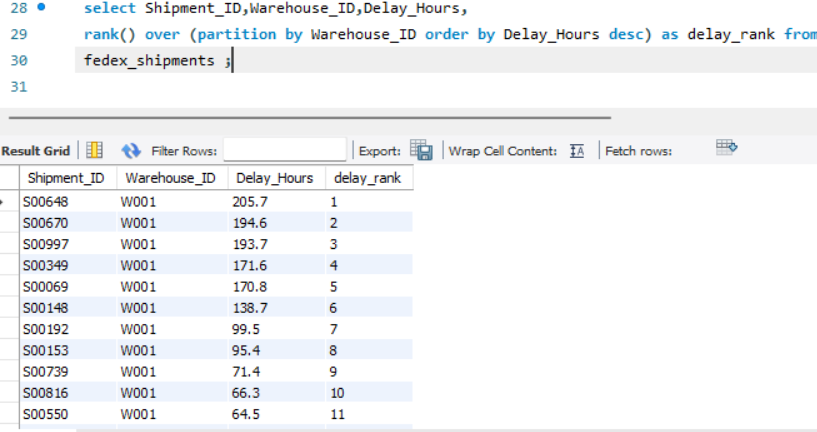 28 select Shipment_ID,Warehouse_ID,Delay_Hours,
29 rank() over (partition by Warehouse_ID order by Delay_Hours desc) as delay_rank from
30 fedex_shipments ;
31
Result Grid Filter Rows: Export: Wrap Cell Content: Fetch rows:
Shipment_ID Warehouse_ID Delay_Hours delay_rank
S00648 W001 205.7 1
S00670 W001 194.6 2
S00997 W001 193.7 3
S00349 W001 171.6 4
S00069 W001 170.8 5
S00148 W001 138.7 6
S00192 W001 99.5 7
S00153 W001 95.4 8
S00739 W001 71.4 9
S00816 W001 66.3 10
S00550 W001 64.5 11